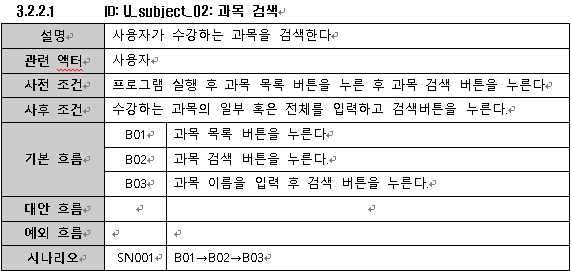 3.2.2.1 ID: U_subject_02: 과목 검색
설명 사용자가 수강하는 과목을 검색한다
관련 액터 사용자
사전 조건 프로그램 실행 후 과목 목록 버튼을 누른 후 과목 검색 버튼을 누른다
사후 조건 수강하는 과목의 일부 혹은 전체를 입력하고 검색버튼을 누른다.
기본 흐름
B01 과목 목록 버튼을 누른다.
B02 과목 검색 버튼을 누른다.
B03 과목 이름을 입력 후 검색 버튼을 누른다.
대안 흐름
예외 흐름
시나리오 SN001 B01→B02→B03